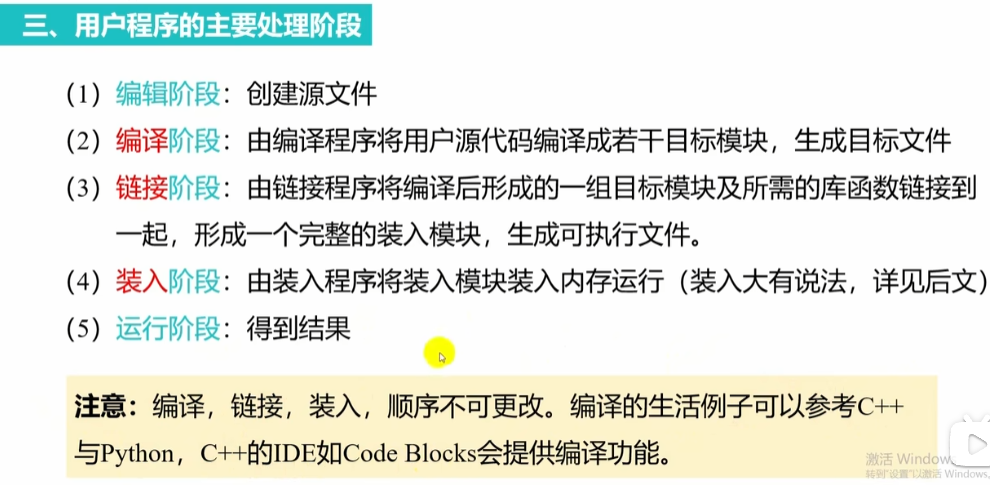 三、用户程序的主要处理阶段
（1）编辑阶段：创建源文件
（2）编译阶段：由编译程序将用户源代码编译成若干目标模块，生成目标文件
（3）链接阶段：由链接程序将编译后形成的一组目标模块及所需的库函数链接到
一起，形成一个完整的装入模块，生成可执行文件。
（4）装入阶段：由装入程序将装入模块装入内存运行（装入大有说法，详见后文）
（5）运行阶段：得到结果
注意：编译，链接，装入，顺序不可更改。编译的生活例子可以参考C++
与Python，C++的IDE如Code Blocks会提供编译功能。
激活 Windows
转到"设置"以激活 Windows。